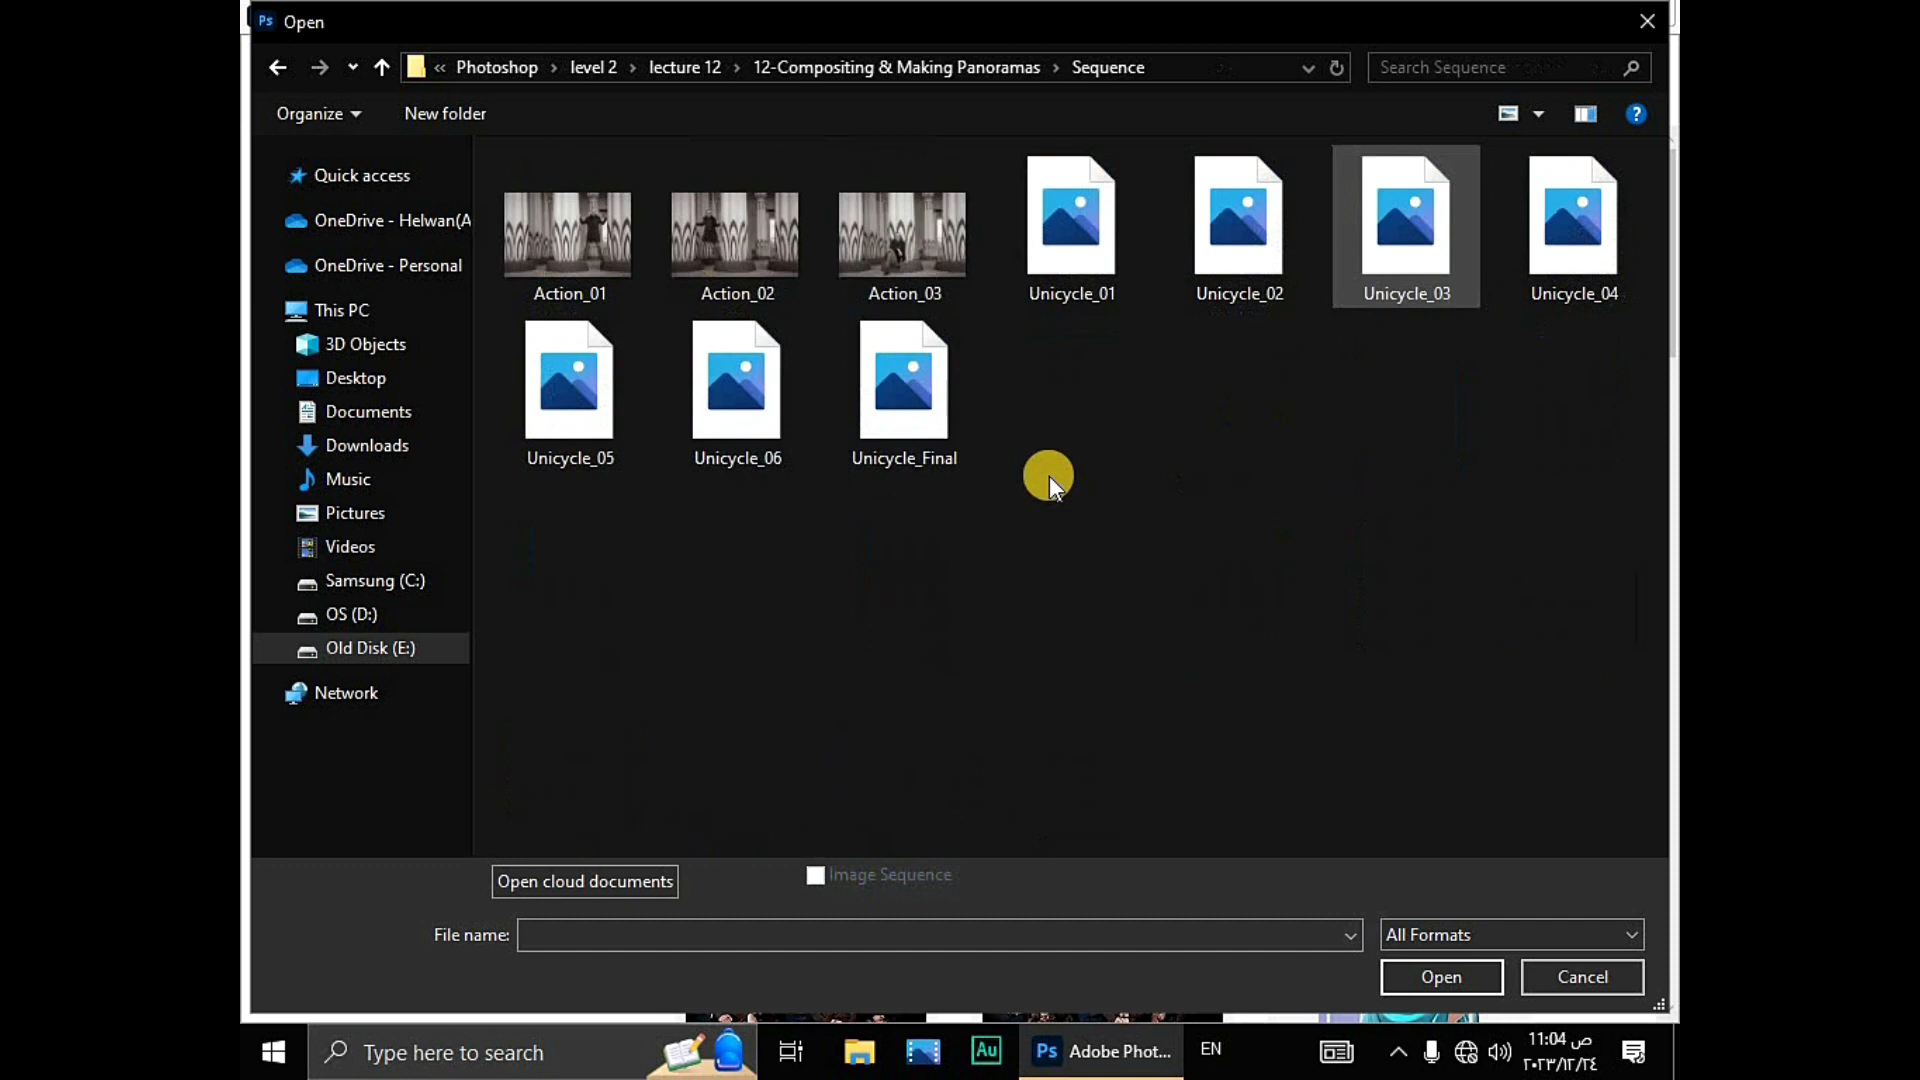 Ps Open
« Photoshop › level 2 › lecture 12 › 12-Compositing & Making Panoramas › Sequence
Search Sequence
Organize
New folder
?
Quick access
OneDrive - Helwan(A
OneDrive - Personal
This PC
3D Objects
Desktop
Documents
Downloads
Music
Pictures
Videos
Samsung (C:)
OS (D:)
Old Disk (E:)
Network
Action_01
Action_02
Action_03
Unicycle_01
Unicycle_02
Unicycle_03
Unicycle_04
Unicycle_05
Unicycle_06
Unicycle_Final
Open cloud documents
Image Sequence
File name:
All Formats
Open
Cancel
Type here to search
Au
Ps Adobe Phot...
EN
11:04 ص
٢٠٢٣/١٢/٢٤